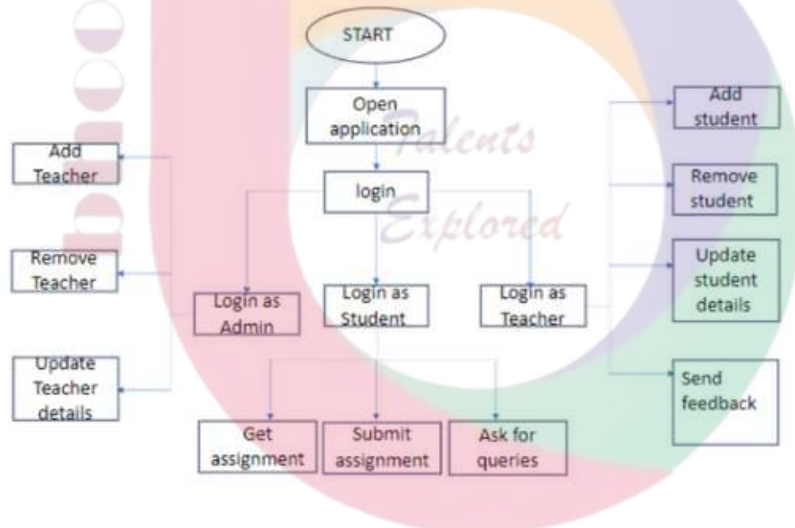 START
Open
application
login
Talents
Explored
Add
Teacher
Remove
Teacher
Update
Teacher
details
Login as
Admin
Login as
Student
Login as
Teacher
Add
student
Remove
student
Update
student
details
Send
feedback
Get
assignment
Submit
assignment
Ask for
queries